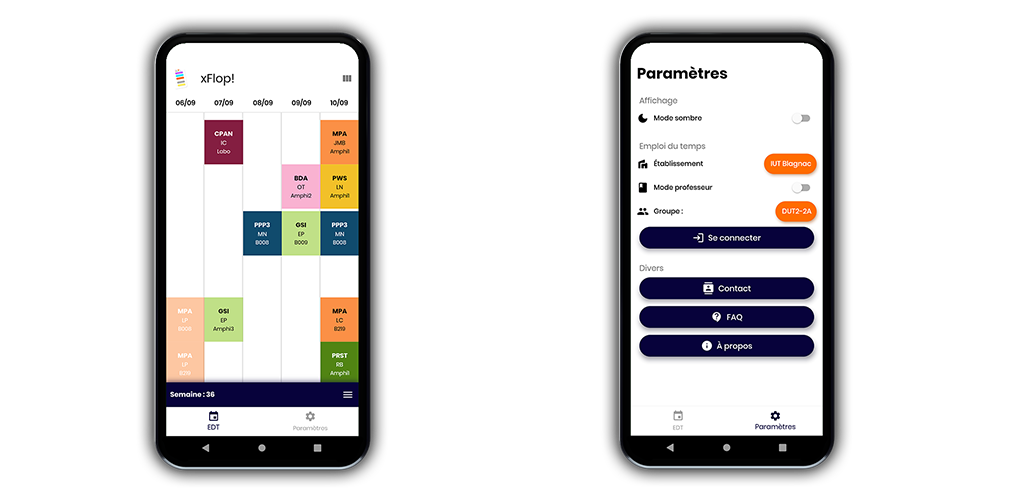 xFlop!
06/09 07/09 08/09 09/09 10/09
CPAN
IC
Labo
MPA
JMB
Amphi1
BDA
OT
Amphi2
PWS
LN
Amphi1
PPP3
MN
B008
GSI
EP
B009
PPP3
MN
B008
MPA
LP
GSI
EP
Amphi3
MPA
LC
B219
MPA
LP
B219
PRST
RB
Amphi1
Semaine : 36
EDT
Paramètres
Paramètres
Affichage
Mode sombre
Emploi du temps
Établissement
IUT Blagnac
Mode professeur
Groupe :
DUT2-2A
Se connecter
Divers
Contact
FAQ
À propos
EDT
Paramètres